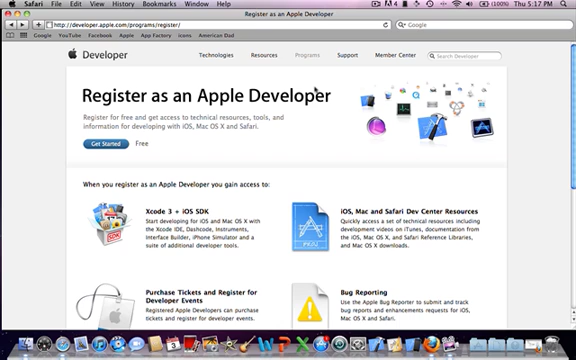 Safari File Edit View History Bookmarks Window Help (100%) Thu 5:17 PM
Register as an Apple Developer
http://developer.apple.com/programs/register/
Google
Google YouTube Facebook Apple App Factory icons American Dad
Developer Technologies Resources Programs Support Member Center Search Developer
Register as an Apple Developer
Register for free and get access to technical resources, tools, and
information for developing with iOS, Mac OS X and Safari.
Get Started Free
When you register as an Apple Developer you gain access to:
Xcode 3 + iOS SDK
Start developing for iOS and Mac OS X with
the Xcode IDE, Dashcode, Instruments,
Interface Builder, iPhone Simulator and a
suite of additional developer tools.
SDK
iOS, Mac and Safari Dev Center Resources
Quickly access a set of technical resources including
development videos on iTunes, documentation from
the iOS, Mac OS X, and Safari Reference Libraries,
and Mac OS X downloads.
Purchase Tickets and Register for
Developer Events
Registered Apple Developers can purchase
tickets and register for developer events.
Bug Reporting
Use the Apple Bug Reporter to submit and track
bug reports and enhancements requests for iOS,
3